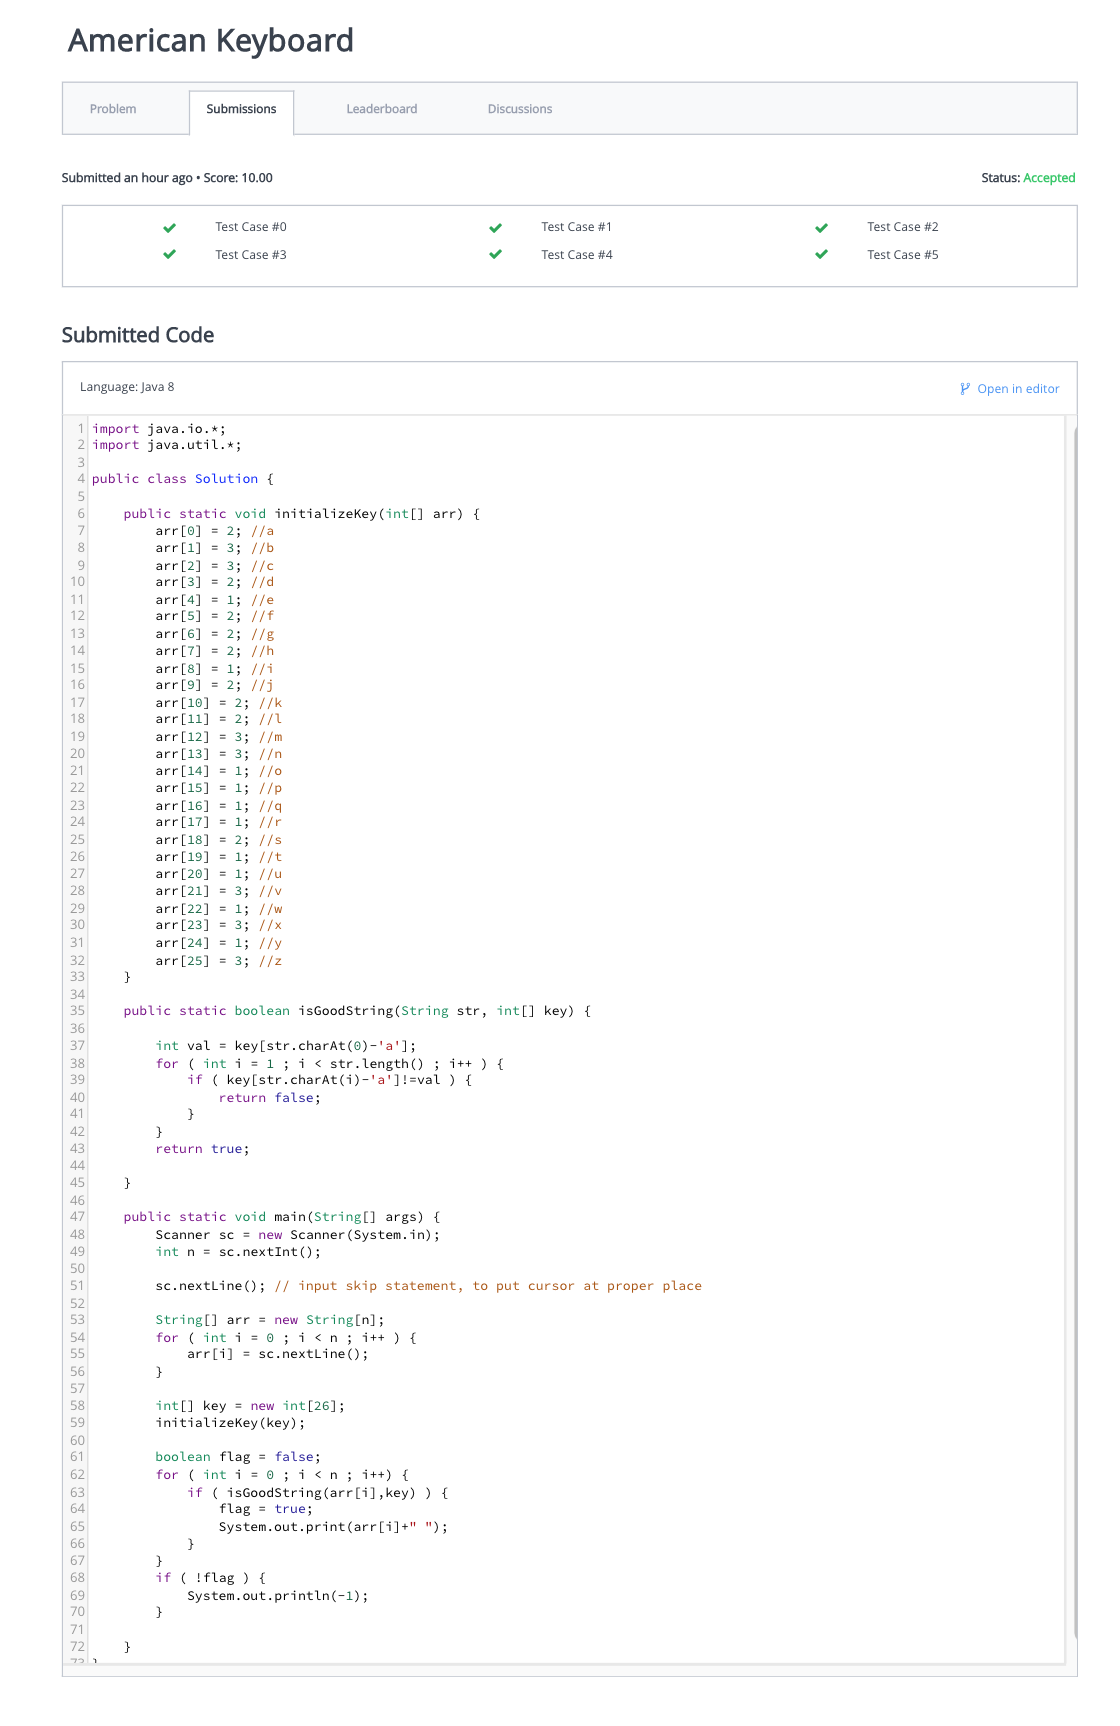 American Keyboard
Problem Submissions Leaderboard Discussions
Submitted an hour ago • Score: 10.00 Status: Accepted
Test Case #0 Test Case #1 Test Case #2
Test Case #3 Test Case #4 Test Case #5
Submitted Code
Language: Java 8 Open in editor
1 import java.io.*;
2 import java.util.*;
3
4 public class Solution {
5
6     public static void initializeKey(int[] arr) {
7         arr[0] = 2; //a
8         arr[1] = 3; //b
9         arr[2] = 3; //c
10         arr[3] = 2; //d
11         arr[4] = 1; //e
12         arr[5] = 2; //f
13         arr[6] = 2; //g
14         arr[7] = 2; //h
15         arr[8] = 1; //i
16         arr[9] = 2; //j
17         arr[10] = 2; //k
18         arr[11] = 2; //l
19         arr[12] = 3; //m
20         arr[13] = 3; //n
21         arr[14] = 1; //o
22         arr[15] = 1; //p
23         arr[16] = 1; //q
24         arr[17] = 1; //r
25         arr[18] = 2; //s
26         arr[19] = 1; //t
27         arr[20] = 1; //u
28         arr[21] = 3; //v
29         arr[22] = 1; //w
30         arr[23] = 3; //x
31         arr[24] = 1; //y
32         arr[25] = 3; //z
33     }
34
35     public static boolean isGoodString(String str, int[] key) {
36
37         int val = key[str.charAt(0)-'a'];
38         for ( int i = 1 ; i < str.length() ; i++ ) {
39             if ( key[str.charAt(i)-'a']!=val ) {
40                 return false;
41             }
42         }
43         return true;
44
45     }
46
47     public static void main(String[] args) {
48         Scanner sc = new Scanner(System.in);
49         int n = sc.nextInt();
50
51         sc.nextLine(); // input skip statement, to put cursor at proper place
52
53         String[] arr = new String[n];
54         for ( int i = 0 ; i < n ; i++ ) {
55             arr[i] = sc.nextLine();
56         }
57
58         int[] key = new int[26];
59         initializeKey(key);
60
61         boolean flag = false;
62         for ( int i = 0 ; i < n ; i++) {
63             if ( isGoodString(arr[i],key) ) {
64                 flag = true;
65                 System.out.print(arr[i]+" ");
66             }
67         }
68         if ( !flag ) {
69             System.out.println(-1);
70         }
71
72     }
73 }